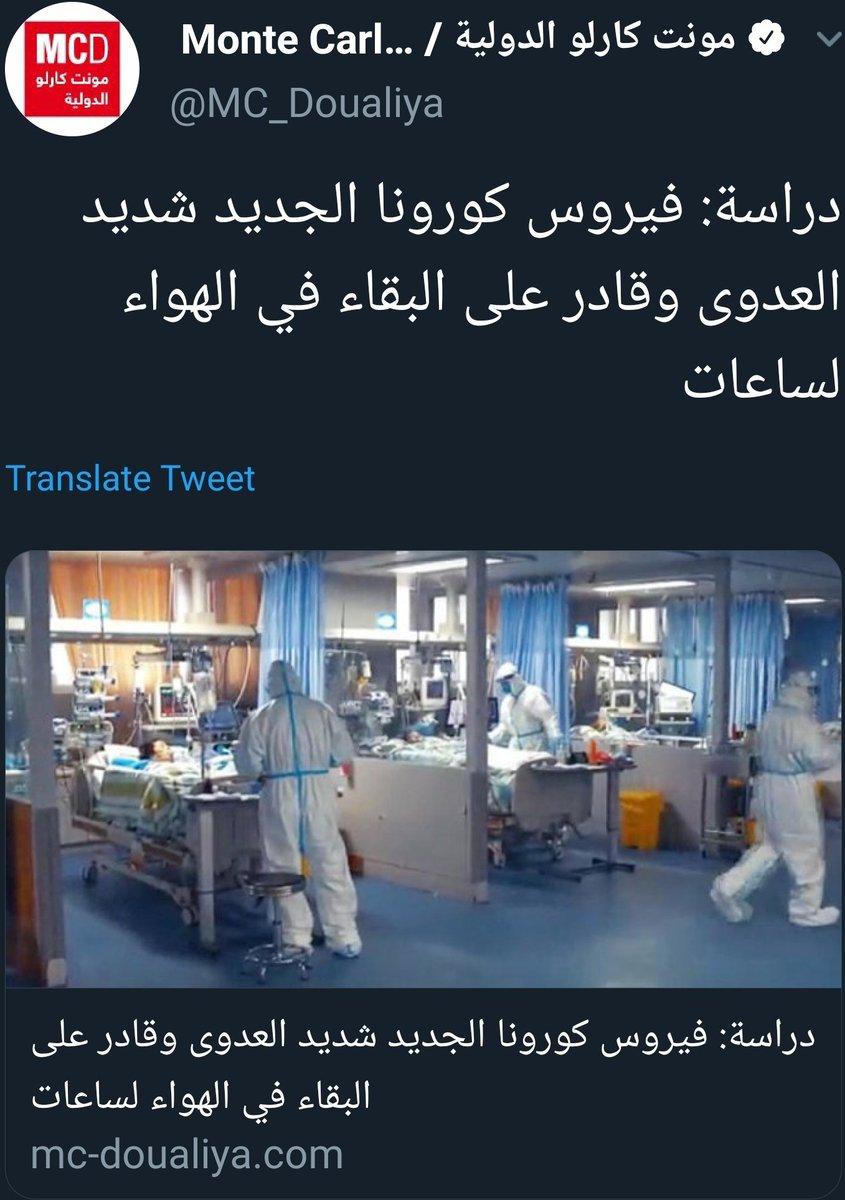 MCD
مونت كارلو
الدولية
Monte Carl... / مونت كارلو الدولية
@MC_Doualiya
دراسة: فيروس كورونا الجديد شديد
العدوى وقادر على البقاء في الهواء
لساعات
Translate Tweet
دراسة: فيروس كورونا الجديد شديد العدوى وقادر على
البقاء في الهواء لساعات
mc-doualiya.com